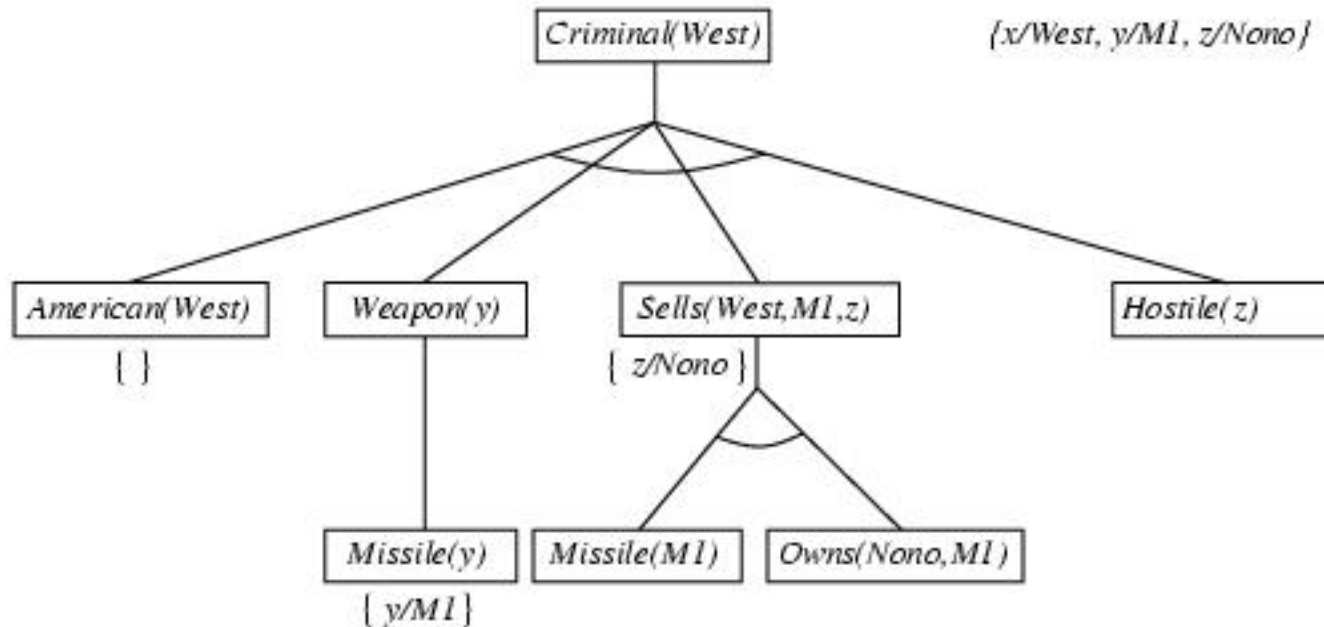 Criminal(West)
{x/West, y/M1, z/Nono}
American(West)
Weapon(y)
Sells(West,M1,z)
Hostile(z)
{ }
{ z/Nono }
Missile(y)
Missile(M1)
Owns(Nono,M1)
{ y/M1 }